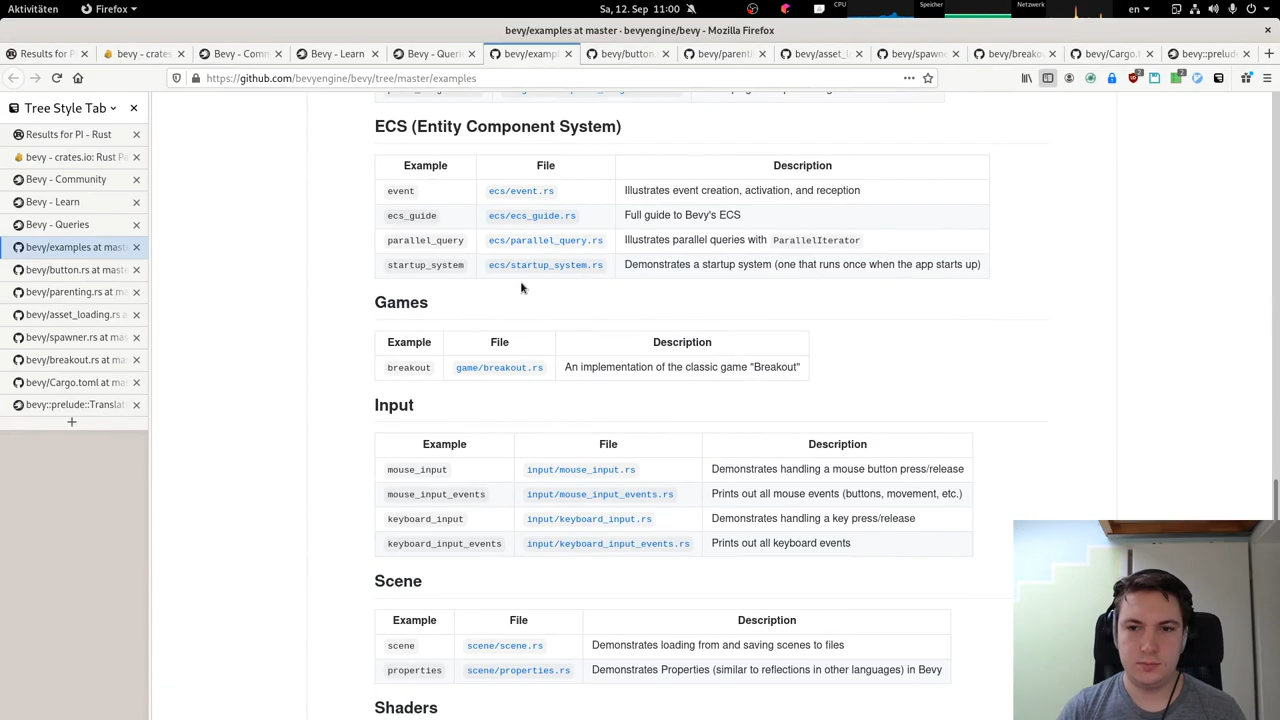 Aktivitäten
Firefox
Sa, 12. Sep 11:00
CPU
Speicher
Netzwerk
en
bevy/examples at master · bevyengine/bevy - Mozilla Firefox
Results for P
bevy - crates
Bevy - Comm
Bevy - Learn
Bevy - Querie
bevy/exampl
bevy/button.
bevy/parenti
bevy/asset_l
bevy/spawne
bevy/breako
bevy/Cargo.t
bevy::prelude
https://github.com/bevyengine/bevy/tree/master/examples
Tree Style Tab
Results for PI - Rust
bevy - crates.io: Rust P
Bevy - Community
Bevy - Learn
Bevy - Queries
bevy/examples at mast
bevy/button.rs at maste
bevy/parenting.rs at m
bevy/asset_loading.rs a
bevy/spawner.rs at mas
bevy/breakout.rs at ma
bevy/Cargo.toml at ma
bevy::prelude::Translat
ECS (Entity Component System)
Example File Description
event ecs/event.rs Illustrates event creation, activation, and reception
ecs_guide ecs/ecs_guide.rs Full guide to Bevy's ECS
parallel_query ecs/parallel_query.rs Illustrates parallel queries with ParallelIterator
startup_system ecs/startup_system.rs Demonstrates a startup system (one that runs once when the app starts up)
Games
Example File Description
breakout game/breakout.rs An implementation of the classic game "Breakout"
Input
Example File Description
mouse_input input/mouse_input.rs Demonstrates handling a mouse button press/release
mouse_input_events input/mouse_input_events.rs Prints out all mouse events (buttons, movement, etc.)
keyboard_input input/keyboard_input.rs Demonstrates handling a key press/release
keyboard_input_events input/keyboard_input_events.rs Prints out all keyboard events
Scene
Example File Description
scene scene/scene.rs Demonstrates loading from and saving scenes to files
properties scene/properties.rs Demonstrates Properties (similar to reflections in other languages) in Bevy
Shaders